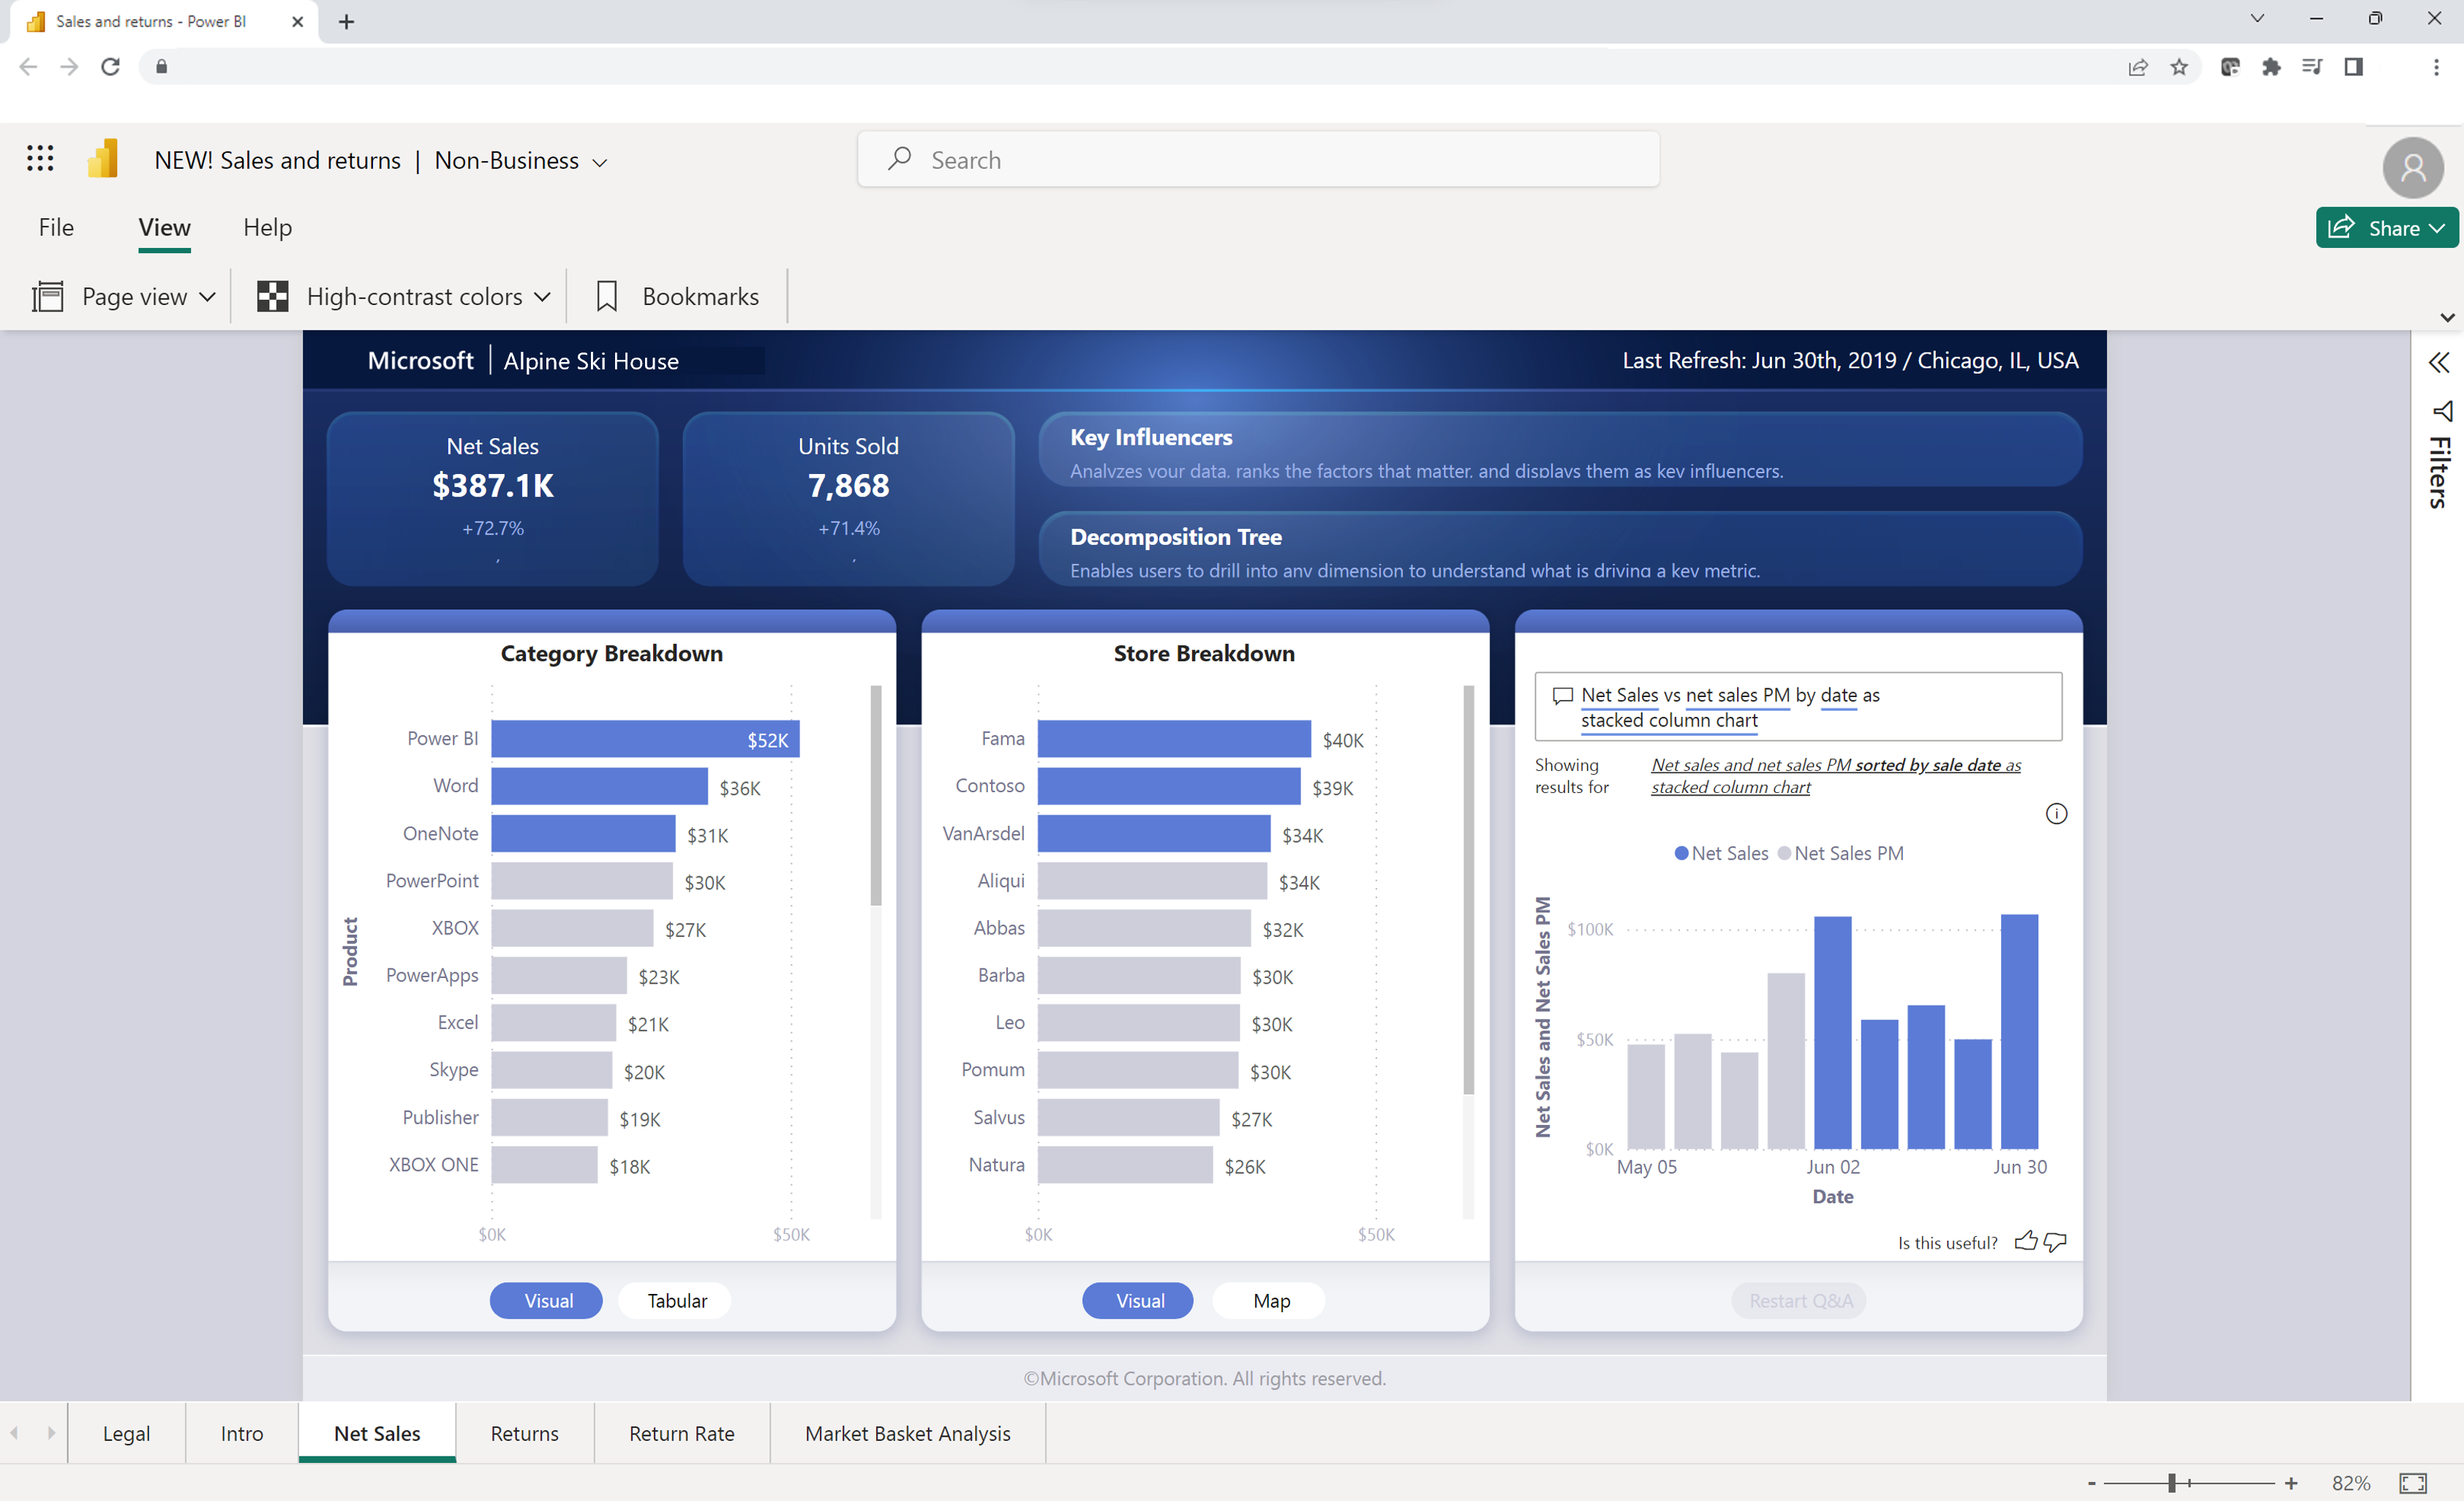 Sales and returns - Power BI
NEW! Sales and returns | Non-Business
Search
File
View
Help
Share
Page view
High-contrast colors
Bookmarks
Microsoft | Alpine Ski House
Last Refresh: Jun 30th, 2019 / Chicago, IL, USA
Filters
Net Sales
$387.1K
+72.7%
Units Sold
7,868
+71.4%
Key Influencers
Analyzes your data, ranks the factors that matter, and displays them as key influencers.
Decomposition Tree
Enables users to drill into any dimension to understand what is driving a key metric.
Category Breakdown
Product
Power BI $52K
Word $36K
OneNote $31K
PowerPoint $30K
XBOX $27K
PowerApps $23K
Excel $21K
Skype $20K
Publisher $19K
XBOX ONE $18K
$0K $50K
Visual
Tabular
Store Breakdown
Fama $40K
Contoso $39K
VanArsdel $34K
Aliqui $34K
Abbas $32K
Barba $30K
Leo $30K
Pomum $30K
Salvus $27K
Natura $26K
$0K $50K
Visual
Map
Net Sales vs net sales PM by date as
stacked column chart
Showing
results for
Net sales and net sales PM sorted by sale date as
stacked column chart
Net Sales
Net Sales PM
Net Sales and Net Sales PM
$100K
$50K
$0K
May 05 Jun 02 Jun 30
Date
Is this useful?
Restart Q&A
©Microsoft Corporation. All rights reserved.
Legal
Intro
Net Sales
Returns
Return Rate
Market Basket Analysis
- + 82%